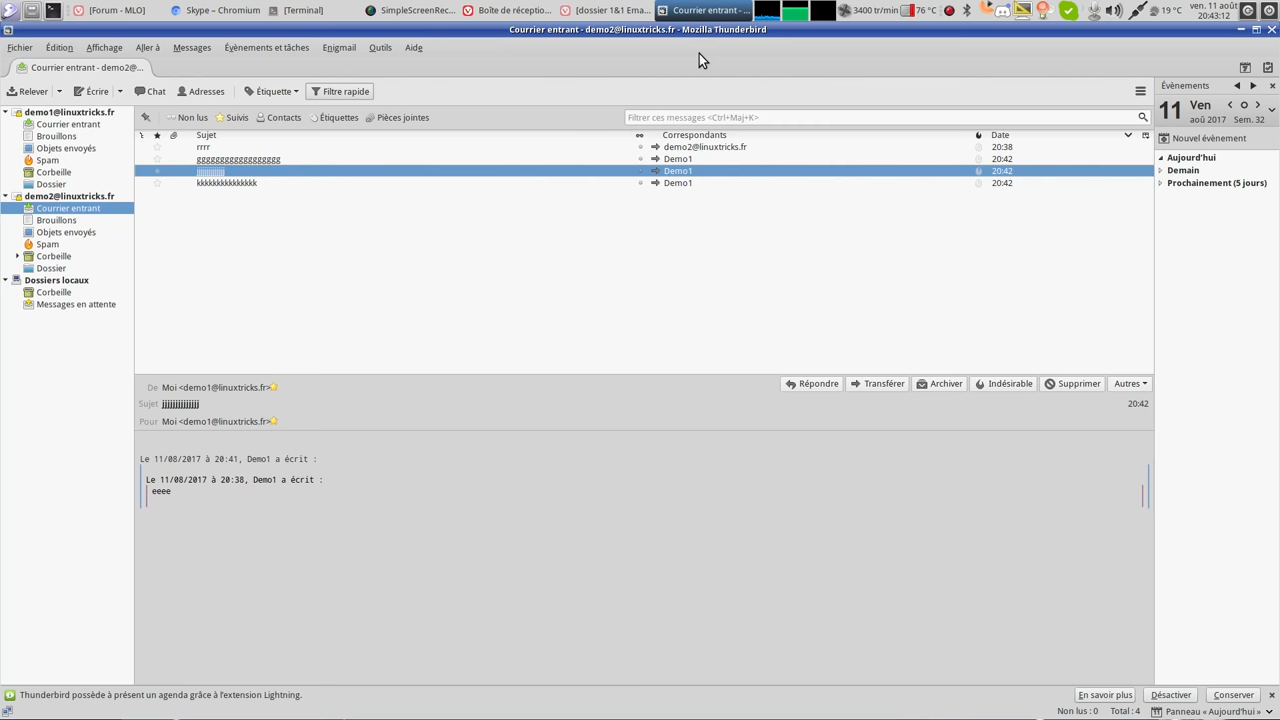 [Forum - MLO] Skype – Chromium [Terminal] SimpleScreenRec... Boîte de réceptio... [dossier 1&1 Ema... Courrier entrant - ... 3400 tr/min 76 °C 19 °C ven. 11 août 20:43:12
Courrier entrant - demo2@linuxtricks.fr - Mozilla Thunderbird
Fichier Édition Affichage Aller à Messages Évènements et tâches Enigmail Outils Aide
Courrier entrant - demo2@...
Relever Écrire Chat Adresses Étiquette Filtre rapide
Non lus Suivis Contacts Étiquettes Pièces jointes Filtrer ces messages <Ctrl+Maj+K>
Sujet Correspondants Date
rrrr demo2@linuxtricks.fr 20:38
Demo1 20:42
Demo1 20:42
Demo1 20:42
demo1@linuxtricks.fr
Courrier entrant
Brouillons
Objets envoyés
Spam
Corbeille
Dossier
demo2@linuxtricks.fr
Courrier entrant
Brouillons
Objets envoyés
Spam
Corbeille
Dossier
Dossiers locaux
Corbeille
Messages en attente
De Moi <demo1@linuxtricks.fr> Répondre Transférer Archiver Indésirable Supprimer Autres
Sujet 20:42
Pour Moi <demo1@linuxtricks.fr>
Le 11/08/2017 à 20:41, Demo1 a écrit :
Le 11/08/2017 à 20:38, Demo1 a écrit :
eeee
Évènements
11 Ven
août 2017 Sem. 32
Nouvel évènement
Aujourd'hui
Demain
Prochainement (5 jours)
Thunderbird possède à présent un agenda grâce à l'extension Lightning. En savoir plus Désactiver Conserver
Non lus : 0 Total : 4 Panneau « Aujourd'hui »